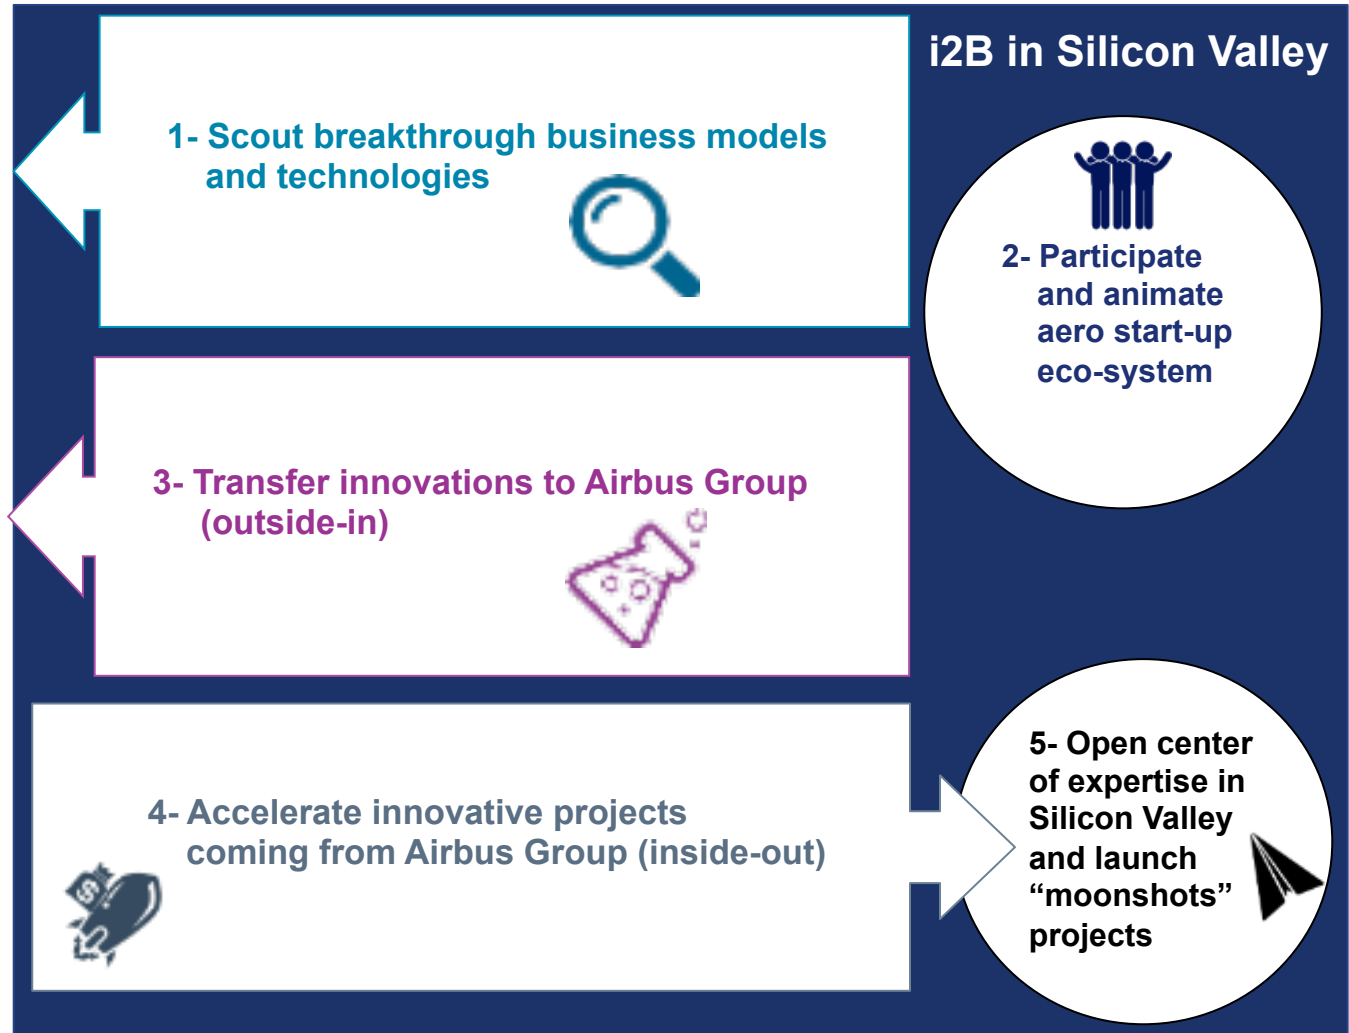 i2B in Silicon Valley
1- Scout breakthrough business models
and technologies
2- Participate
and animate
aero start-up
eco-system
3- Transfer innovations to Airbus Group
(outside-in)
4- Accelerate innovative projects
coming from Airbus Group (inside-out)
$
5- Open center
of expertise in
Silicon Valley
and launch
“moonshots”
projects